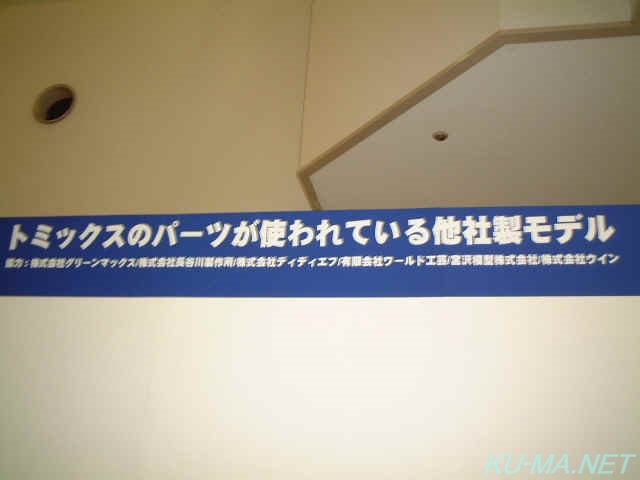 トミックスのパーツが使われている他社製モデル
協力：株式会社グリーンマックス/株式会社長谷川製作所/株式会社ディディエフ/有限会社ワールド工芸/宮沢模型株式会社/株式会社ウイン
KU-MA.NET